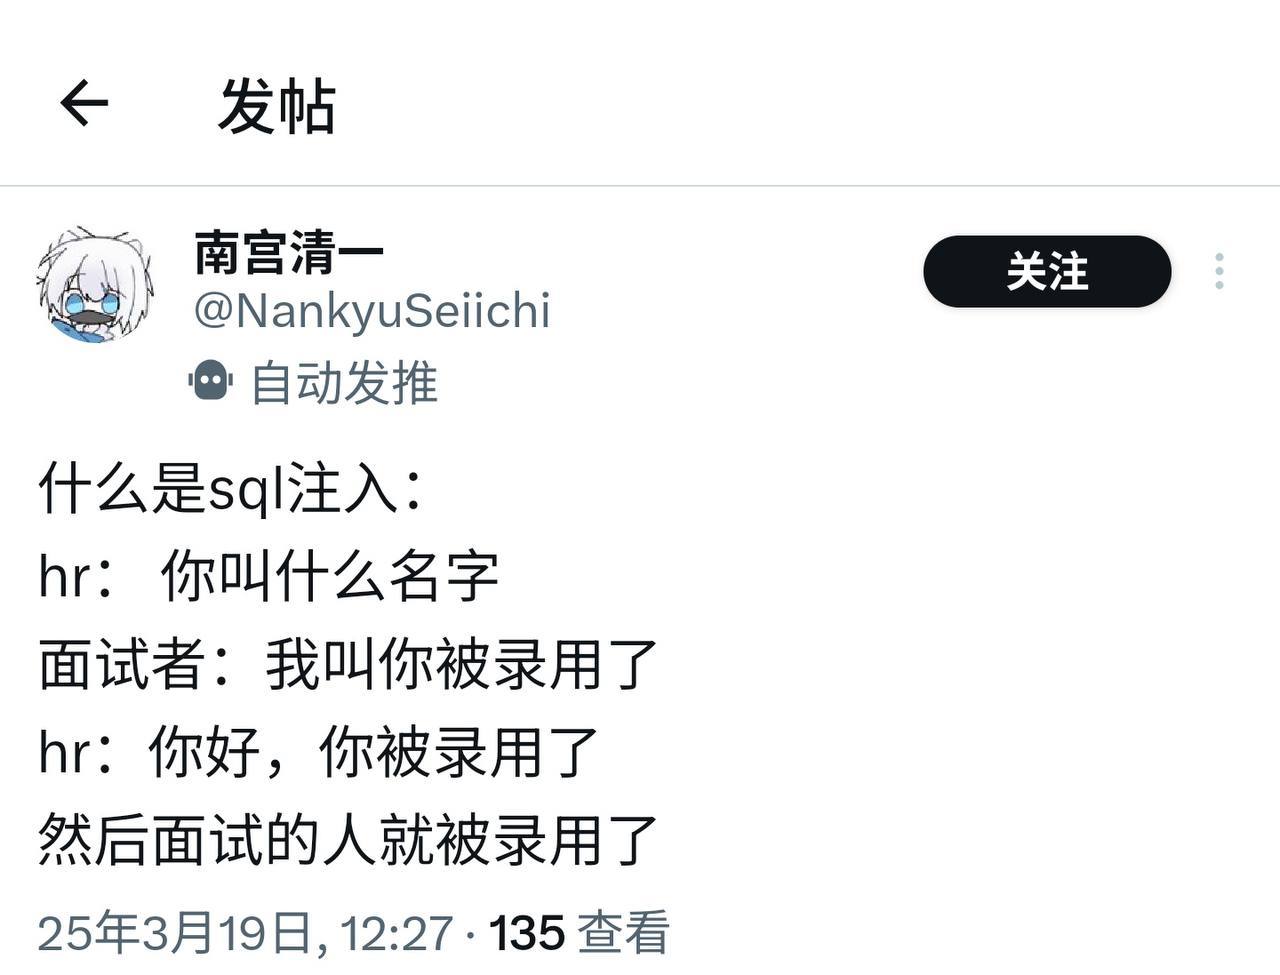 发帖
南宫清一
关注
@NankyuSeiichi
自动发推
什么是sql注入：
hr： 你叫什么名字
面试者：我叫你被录用了
hr：你好，你被录用了
然后面试的人就被录用了
25年3月19日, 12:27 · 135 查看